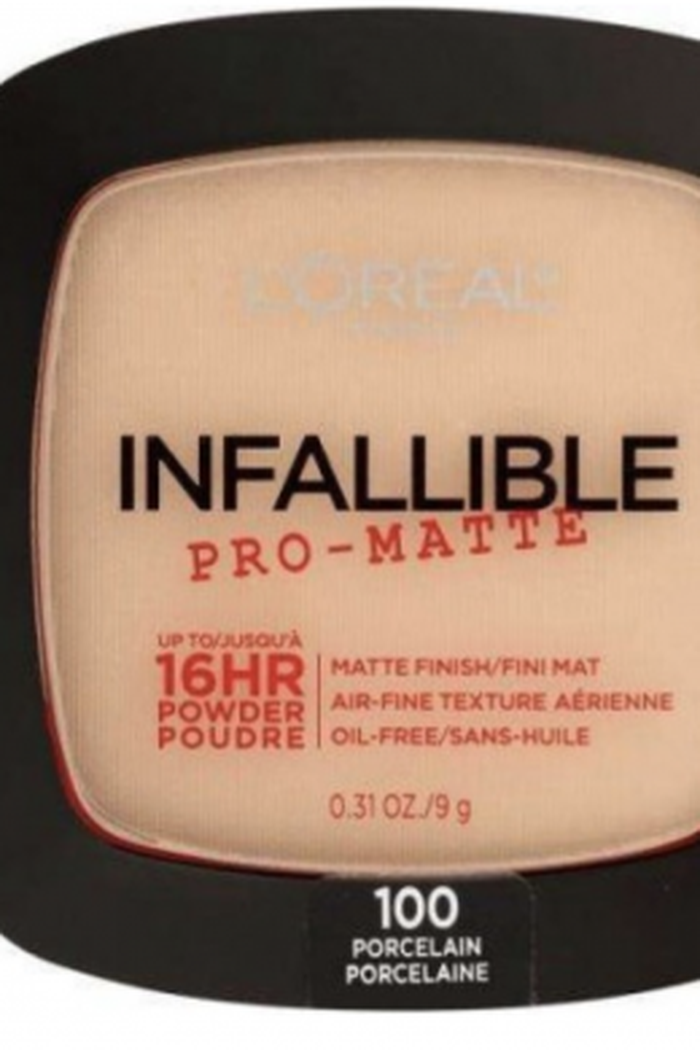 L'ORÉAL
INFALLIBLE
PRO-MATTE
UP TO/JUSQU'À
16HR
POWDER
POUDRE
MATTE FINISH/FINI MAT
AIR-FINE TEXTURE AÉRIENNE
OIL-FREE/SANS-HUILE
0.31 OZ./9 g
100
PORCELAIN
PORCELAINE